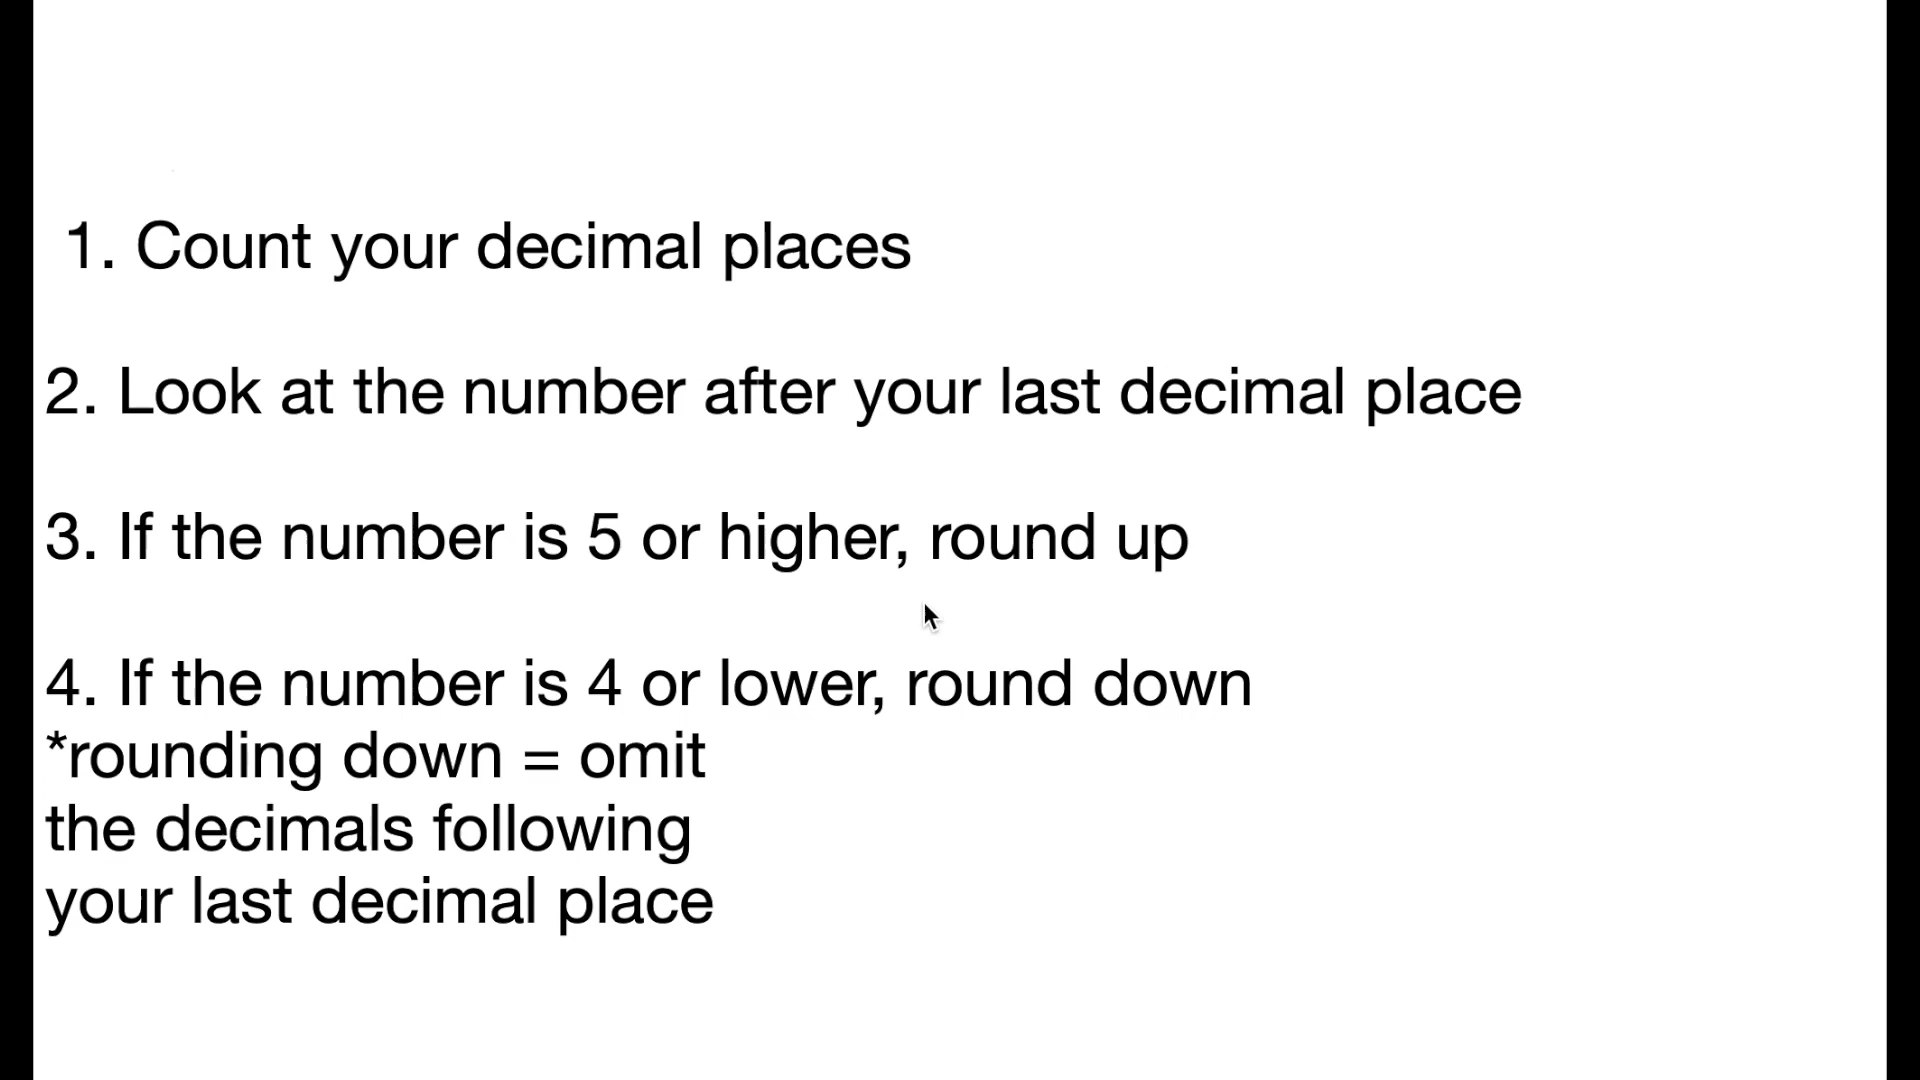 1. Count your decimal places
2. Look at the number after your last decimal place
3. If the number is 5 or higher, round up
4. If the number is 4 or lower, round down
*rounding down = omit
the decimals following
your last decimal place